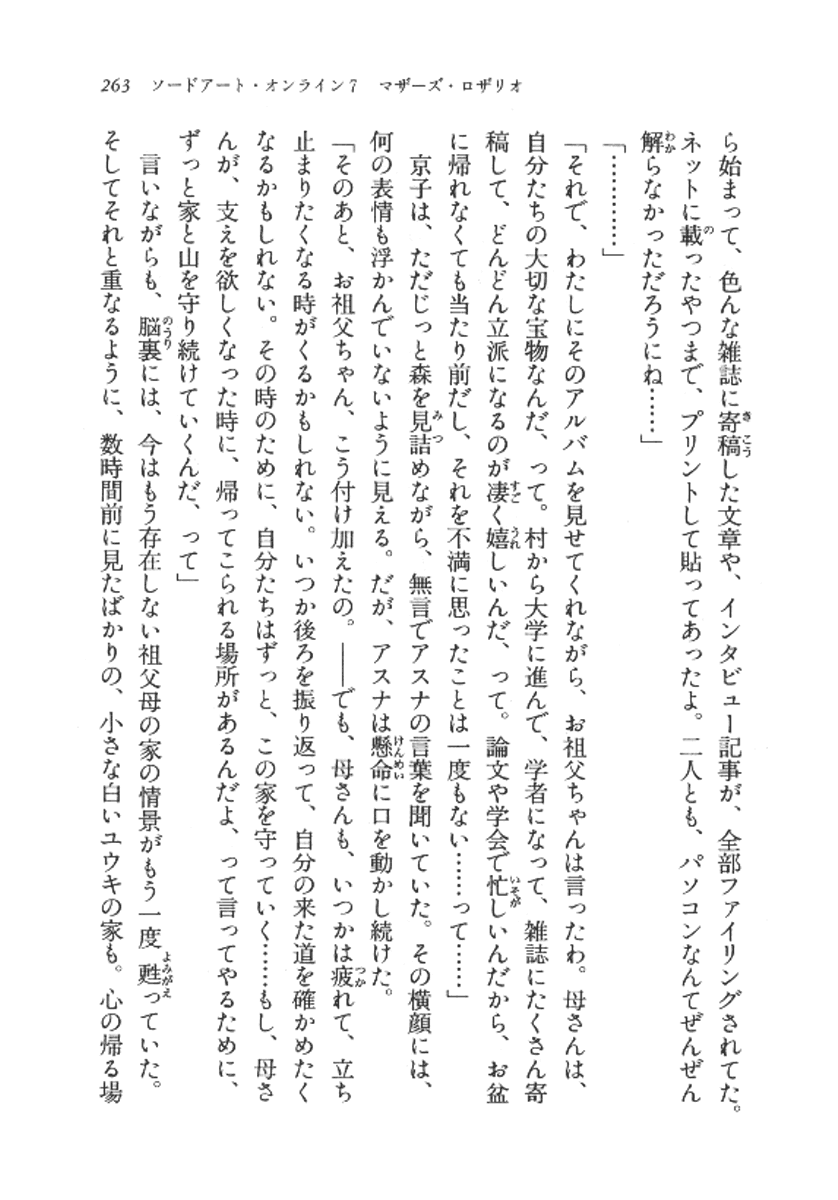 263　ソードアート・オンライン7　マザーズ・ロザリオ
ら始まって、色んな雑誌に寄稿した文章や、インタビュー記事が、全部ファイリングされてた。
ネットに載ったやつまで、プリントして貼ってあったよ。二人とも、パソコンなんてぜんぜん
解らなかっただろうにね……」
「…………」
「それで、わたしにそのアルバムを見せてくれながら、お祖父ちゃんは言ったわ。母さんは、
自分たちの大切な宝物なんだ、って。村から大学に進んで、学者になって、雑誌にたくさん寄
稿して、どんどん立派になるのが凄く嬉しいんだ、って。論文や学会で忙しいんだから、お盆
に帰れなくても当たり前だし、それを不満に思ったことは一度もない……って……」
　京子は、ただじっと森を見詰めながら、無言でアスナの言葉を聞いていた。その横顔には、
何の表情も浮かんでいないように見える。だが、アスナは懸命に口を動かし続けた。
「そのあと、お祖父ちゃん、こう付け加えたの。――でも、母さんも、いつかは疲れて、立ち
止まりたくなる時がくるかもしれない。いつか後ろを振り返って、自分の来た道を確かめたく
なるかもしれない。その時のために、自分たちはずっと、この家を守っていく……もし、母さ
んが、支えを欲しくなった時に、帰ってこられる場所があるんだよ、って言ってやるために、
ずっと家と山を守り続けていくんだ、って」
　言いながらも、脳裏には、今はもう存在しない祖父母の家の情景がもう一度甦っていた。
そしてそれと重なるように、数時間前に見たばかりの、小さな白いユウキの家も。心の帰る場